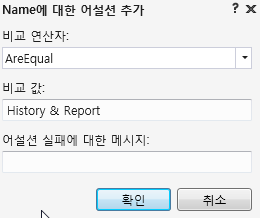 Name에 대한 어설션 추가
? ×
비교 연산자:
AreEqual
비교 값:
History & Report
어설션 실패에 대한 메시지:
확인 취소